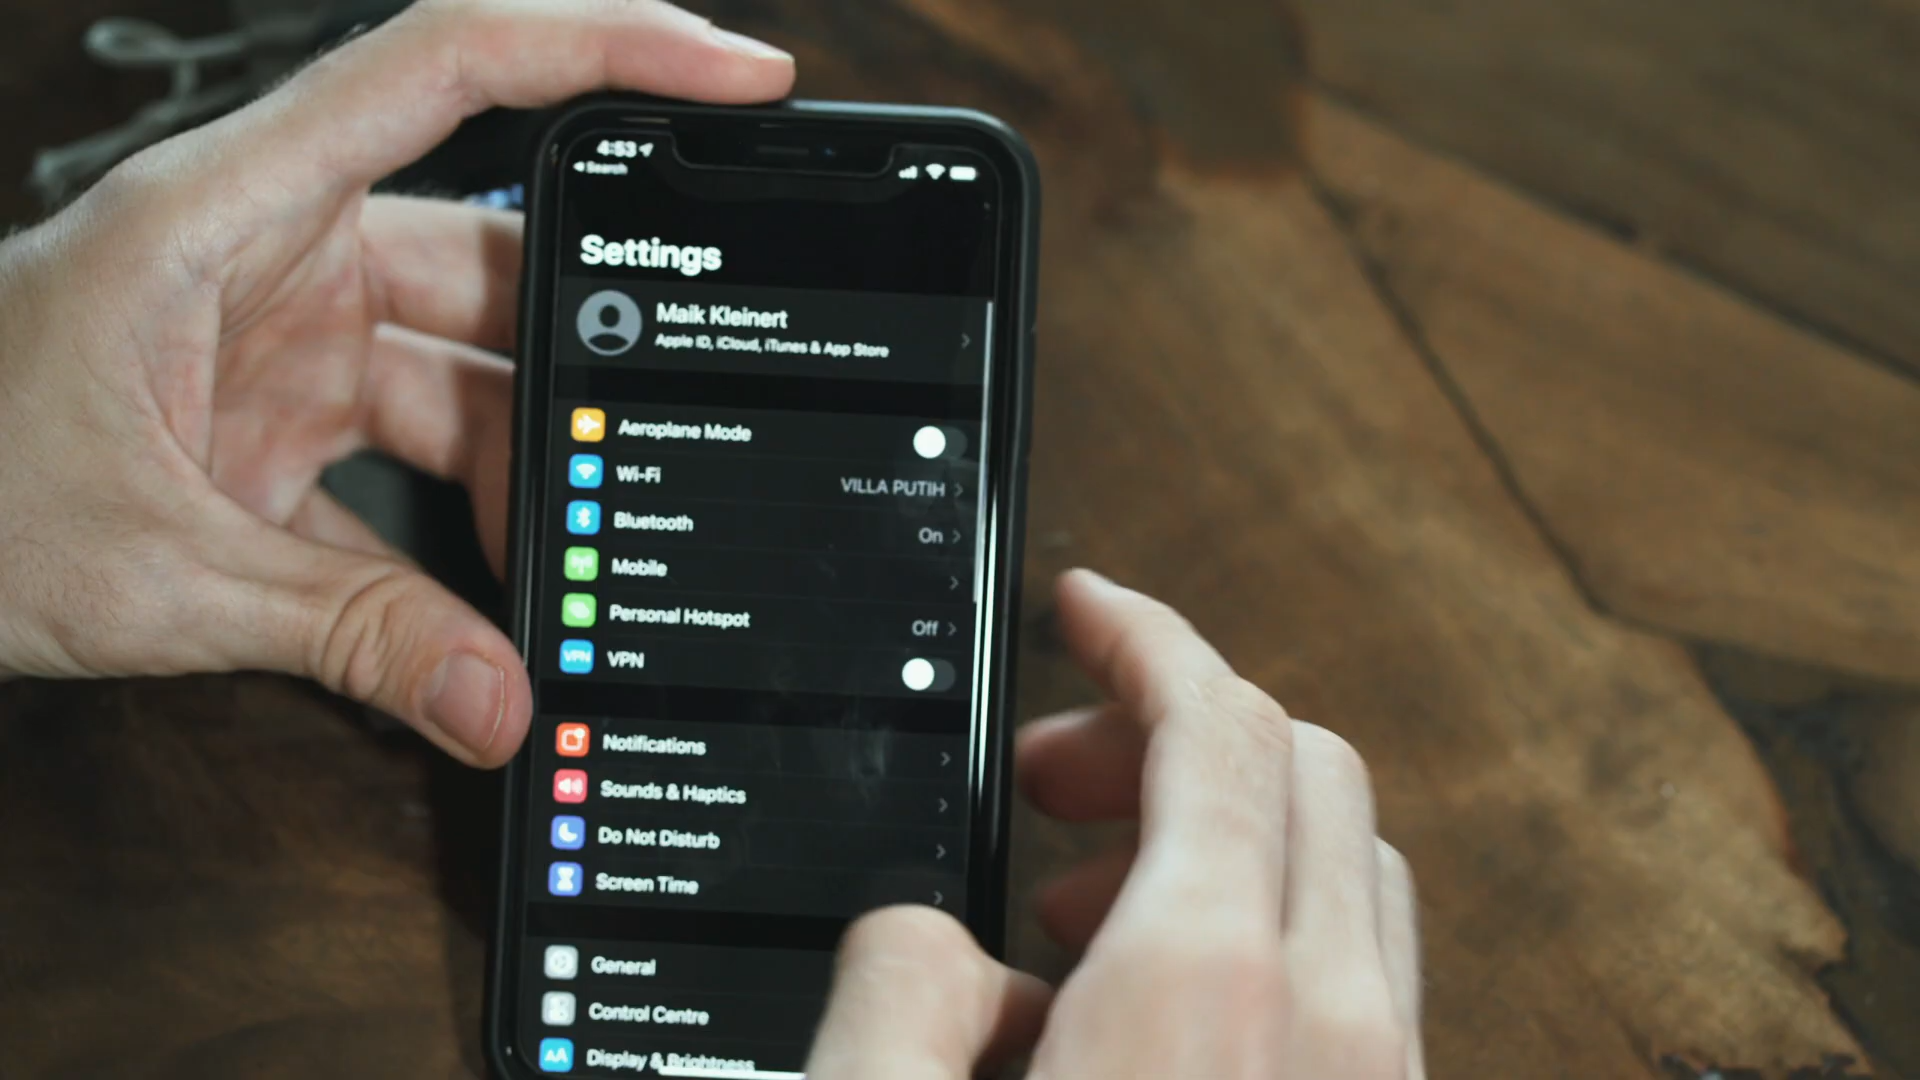 4:53
Search
Settings
Maik Kleinert
Apple ID, iCloud, iTunes & App Store
Aeroplane Mode
Wi-Fi VILLA PUTIH
Bluetooth On
Mobile
Personal Hotspot Off
VPN VPN
Notifications
Sounds & Haptics
Do Not Disturb
Screen Time
General
Control Centre
AA Display & Brightness